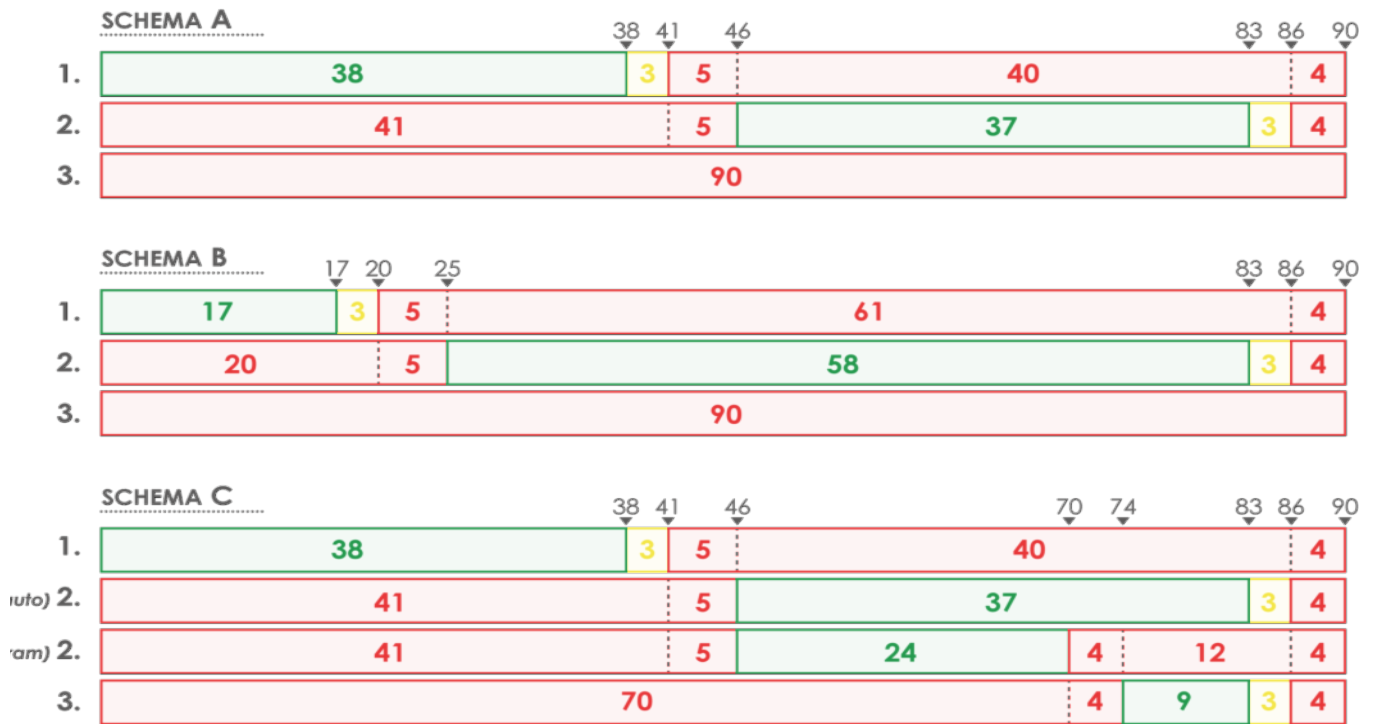 SCHEMA A
38 41 46 83 86 90
1. 38 3 5 40 4
2. 41 5 37 3 4
3. 90
SCHEMA B
17 20 25 83 86 90
1. 17 3 5 61 4
2. 20 5 58 3 4
3. 90
SCHEMA C
38 41 46 70 74 83 86 90
1. 38 3 5 40 4
uto) 2. 41 5 37 3 4
ram) 2. 41 5 24 4 12 4
3. 70 4 9 3 4